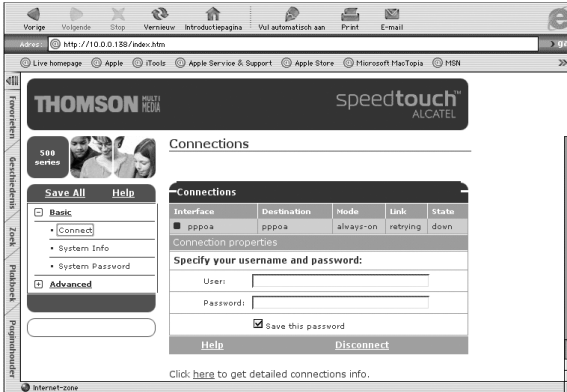 Vorige Volgende Stop Vernieuw Introductiepagina Vul automatisch aan Print E-mail
Adres: @ http://10.0.0.138/index.htm
@ Live homepage @ Apple @ iTools @ Apple Service & Support @ Apple Store @ Microsoft MacTopia @ MSN
Favorieten
Geschiedenis
Zoek
Plakboek
Paginahouder
THOMSON MULTI MEDIA
speedtouch™
ALCATEL
500 series
Save All Help
Basic
Connect
System Info
System Password
Advanced
Connections
Connections
Interface Destination Mode Link State
pppoa pppoa always-on retrying down
Connection properties
Specify your username and password:
User:
Password:
Save this password
Help Disconnect
Click here to get detailed connections info.
Internet-zone